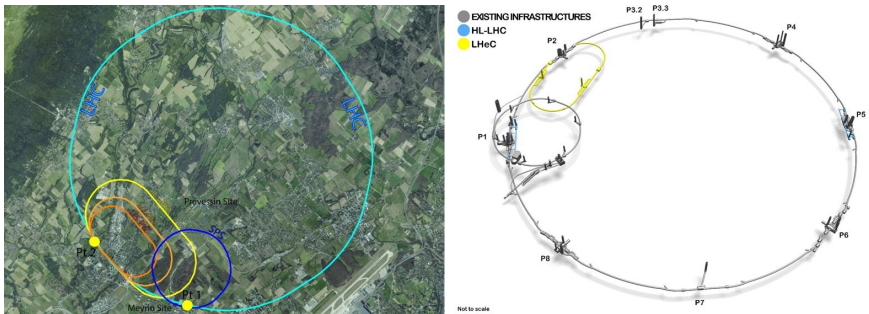 LHC
LHC
Prevessin Site
SPS
Pt 2
Pt 1
Meyrin Site
EXISTING INFRASTRUCTURES
HL-LHC
LHeC
P3.2
P3.3
P4
P2
P1
P5
P6
P8
P7
Not to scale